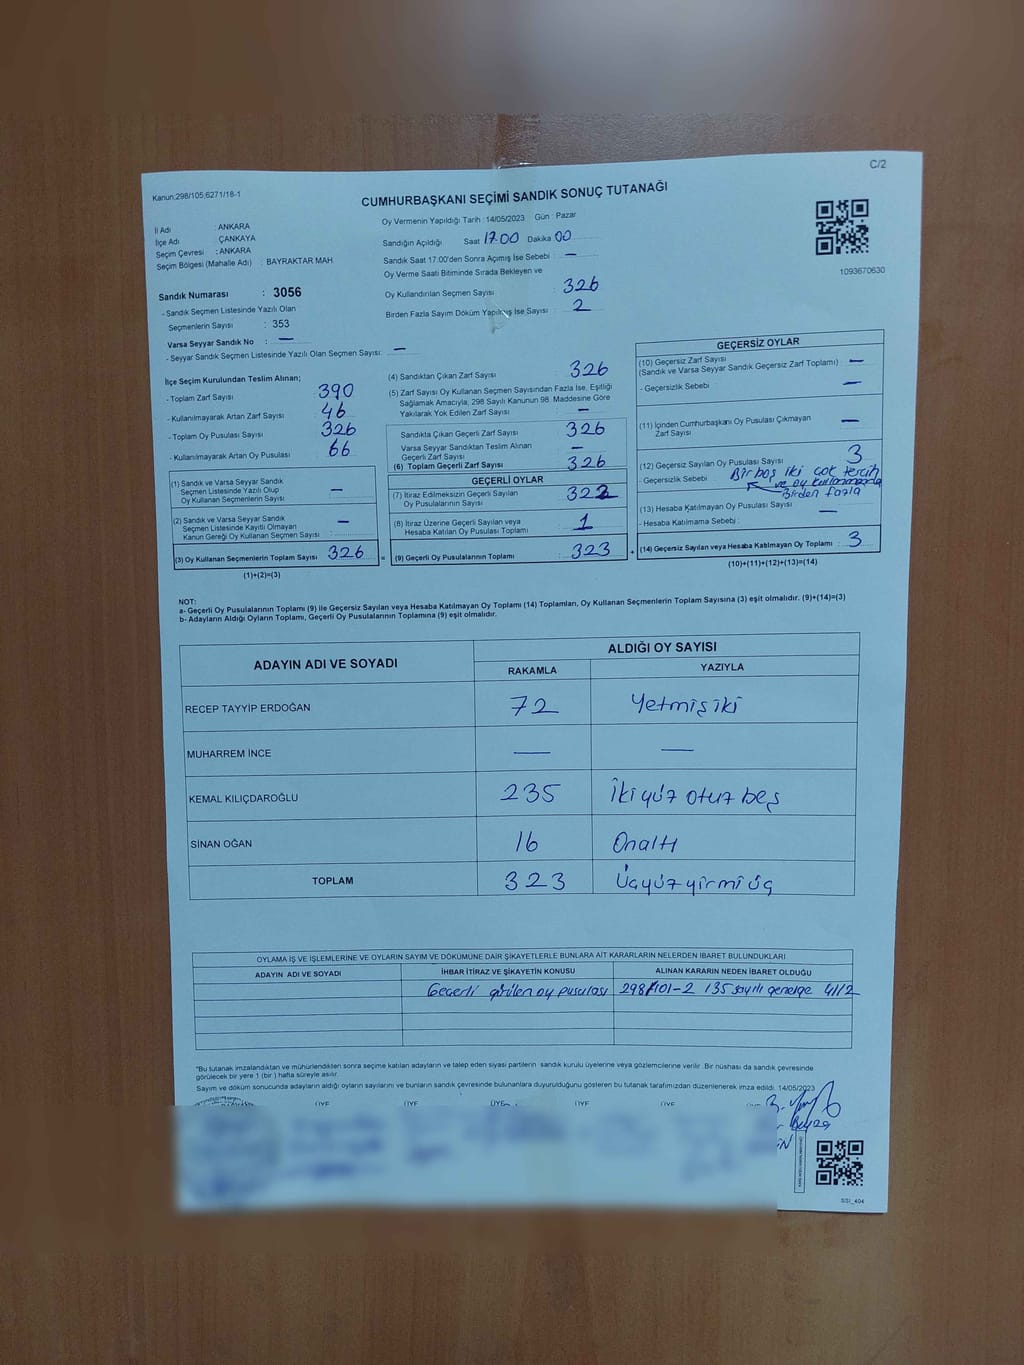 C/2
Kanun:298/105,6271/18-1
CUMHURBAŞKANI SEÇİMİ SANDIK SONUÇ TUTANAĞI
İl Adı : ANKARA
İlçe Adı ÇANKAYA
Seçim Çevresi : ANKARA
Seçim Bölgesi (Mahalle Adı) : BAYRAKTAR MAH.
Sandık Numarası : 3056
- Sandık Seçmen Listesinde Yazılı Olan
Seçmenlerin Sayısı : 353
Varsa Seyyar Sandık No : —
- Seyyar Sandık Seçmen Listesinde Yazılı Olan Seçmen Sayısı: —
Oy Vermenin Yapıldığı Tarih : 14/05/2023 Gün : Pazar
Sandığın Açıldığı Saat 17.00 Dakika 00
Sandık Saat 17:00'den Sonra Açımış İse Sebebi : —
Oy Verme Saati Bitiminde Sırada Bekleyen ve
Oy Kullandırılan Seçmen Sayısı : 326
Birden Fazla Sayım Döküm Yapılmış İse Sayısı : 2
1093670630
İlçe Seçim Kurulundan Teslim Alınan;
- Toplam Zarf Sayısı 390
- Kullanılmayarak Artan Zarf Sayısı 46
- Toplam Oy Pusulası Sayısı 326
- Kullanılmayarak Artan Oy Pusulası 66
(1) Sandık ve Varsa Seyyar Sandık
Seçmen Listesinde Yazılı Olup
Oy Kullanan Seçmenlerin Sayısı —
(2) Sandık ve Varsa Seyyar Sandık
Seçmen Listesinde Kayıtlı Olmayan
Kanun Gereği Oy Kullanan Seçmen Sayısı : —
(3) Oy Kullanan Seçmenlerin Toplam Sayısı 326 =
(1)+(2)=(3)
(4) Sandıktan Çıkan Zarf Sayısı 326
(5) Zarf Sayısı Oy Kullanan Seçmen Sayısından Fazla İse, Eşitliği
Sağlamak Amacıyla, 298 Sayılı Kanunun 98. Maddesine Göre
Yakılarak Yok Edilen Zarf Sayısı : —
Sandıkta Çıkan Geçerli Zarf Sayısı 326
Varsa Seyyar Sandıktan Teslim Alınan
Geçerli Zarf Sayısı —
(6) Toplam Geçerli Zarf Sayısı 326
GEÇERLİ OYLAR
(7) İtiraz Edilmeksizin Geçerli Sayılan
Oy Pusulalarının Sayısı 322
(8) İtiraz Üzerine Geçerli Sayılan veya
Hesaba Katılan Oy Pusulası Toplamı 1
(9) Geçerli Oy Pusulalarının Toplamı 323 +
GEÇERSİZ OYLAR
(10) Geçersiz Zarf Sayısı
(Sandık ve Varsa Seyyar Sandık Geçersiz Zarf Toplamı) —
- Geçersizlik Sebebi : —
(11) İçinden Cumhurbaşkanı Oy Pusulası Çıkmayan
Zarf Sayısı —
(12) Geçersiz Sayılan Oy Pusulası Sayısı 3
- Geçersizlik Sebebi : Bir boş iki çok tercih
Birden fazla
(13) Hesaba Katılmayan Oy Pusulası Sayısı —
- Hesaba Katılmama Sebebi :
(14) Geçersiz Sayılan veya Hesaba Katılmayan Oy Toplamı : 3
(10)+(11)+(12)+(13)=(14)
NOT:
a- Geçerli Oy Pusulalarının Toplamı (9) ile Geçersiz Sayılan veya Hesaba Katılmayan Oy Toplamı (14) Toplamları, Oy Kullanan Seçmenlerin Toplam Sayısına (3) eşit olmalıdır. (9)+(14)=(3)
b- Adayların Aldığı Oyların Toplamı, Geçerli Oy Pusulalarının Toplamına (9) eşit olmalıdır.
ADAYIN ADI VE SOYADI ALDIĞI OY SAYISI
RAKAMLA YAZIYLA
RECEP TAYYİP ERDOĞAN 72 Yetmiş iki
MUHARREM İNCE — —
KEMAL KILIÇDAROĞLU 235 İki yüz otuz beş
SİNAN OĞAN 16 Onaltı
TOPLAM 323 Üçyüz yirmi üç
OYLAMA İŞ VE İŞLEMLERİNE VE OYLARIN SAYIM VE DÖKÜMÜNE DAİR ŞİKAYETLERLE BUNLARA AİT KARARLARIN NELERDEN İBARET BULUNDUKLARI
ADAYIN ADI VE SOYADI İHBAR İTİRAZ VE ŞİKAYETİN KONUSU ALINAN KARARIN NEDEN İBARET OLDUĞU
Geçerli görülen oy pusulası 298/101-2 135 sayılı genelge 41/2
*Bu tutanak imzalandıktan ve mühürlendikten sonra seçime katılan adayların ve talep eden siyasi partilerin sandık kurulu üyelerine veya gözlemcilerine verilir. Bir nüshası da sandık çevresinde
görülecek bir yere 1 (bir) hafta süreyle asılır.
Sayım ve döküm sonucunda adayların aldığı oyların sayılarını ve bunların sandık çevresinde bulunanlara duyurulduğunu gösteren bu tutanak tarafımızdan düzenlenerek imza edildi. 14/05/2023
ÜYE ÜYE ÜYE ÜYE ÜYE
SSI_404